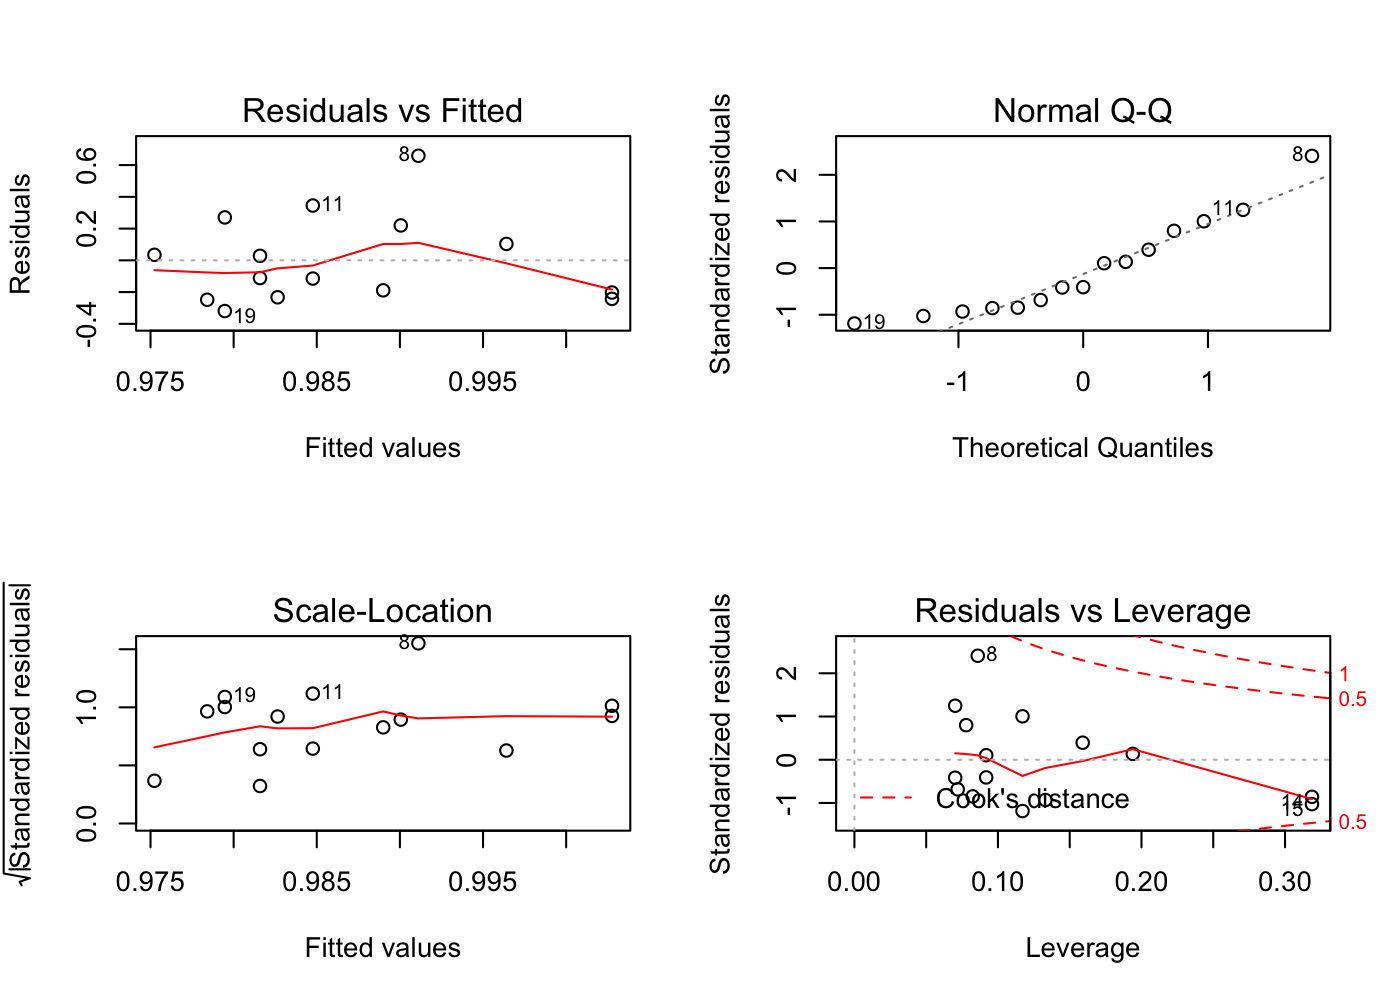 Residuals vs Fitted
Residuals
-0.4 0.2 0.6
8
11
19
0.975 0.985 0.995
Fitted values
Normal Q-Q
Standardized residuals
-1 0 1 2
8
11
19
-1 0 1
Theoretical Quantiles
Scale-Location
√|Standardized residuals|
0.0 1.0
8
19
11
0.975 0.985 0.995
Fitted values
Residuals vs Leverage
Standardized residuals
-1 0 1 2
8
1
0.5
Cook's distance
14
15
0.5
0.00 0.10 0.20 0.30
Leverage